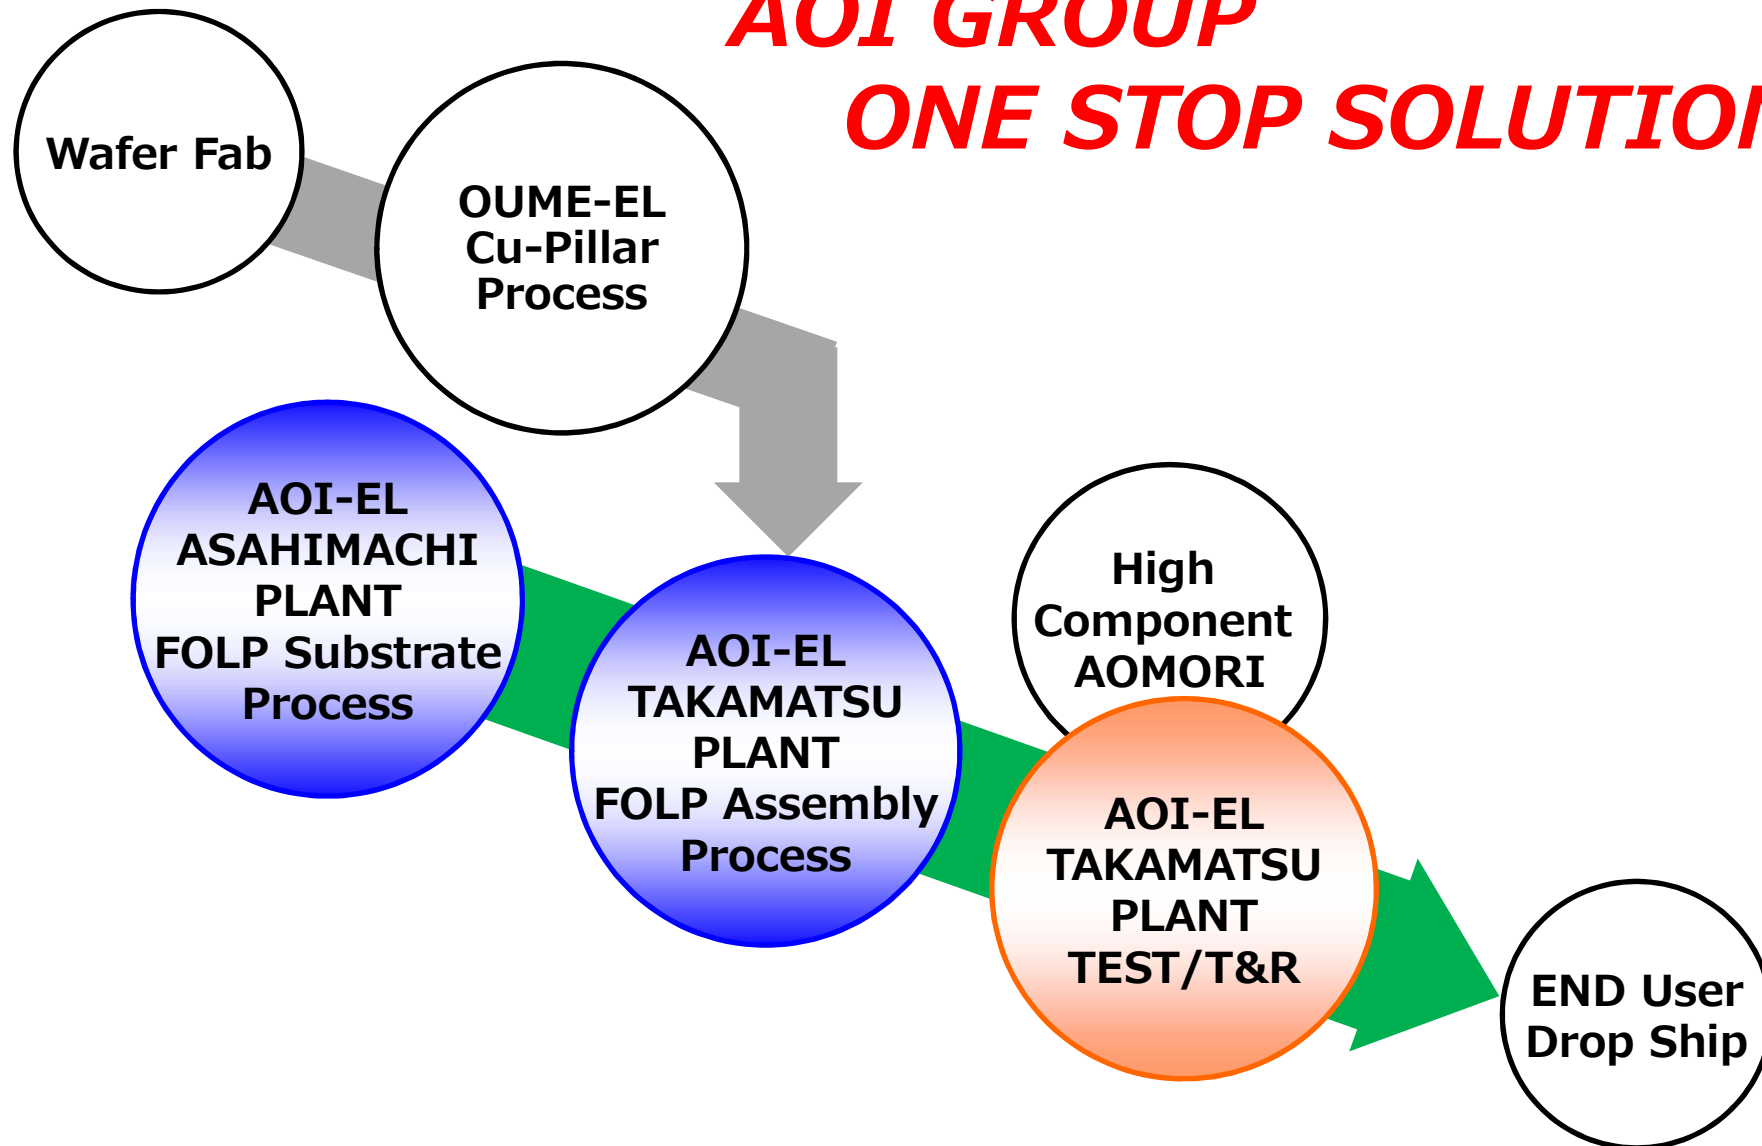 AOI GROUP
ONE STOP SOLUTION
Wafer Fab
OUME-EL
Cu-Pillar
Process
AOI-EL
ASAHIMACHI
PLANT
FOLP Substrate
Process
AOI-EL
TAKAMATSU
PLANT
FOLP Assembly
Process
High
Component
AOMORI
AOI-EL
TAKAMATSU
PLANT
TEST/T&R
END User
Drop Ship